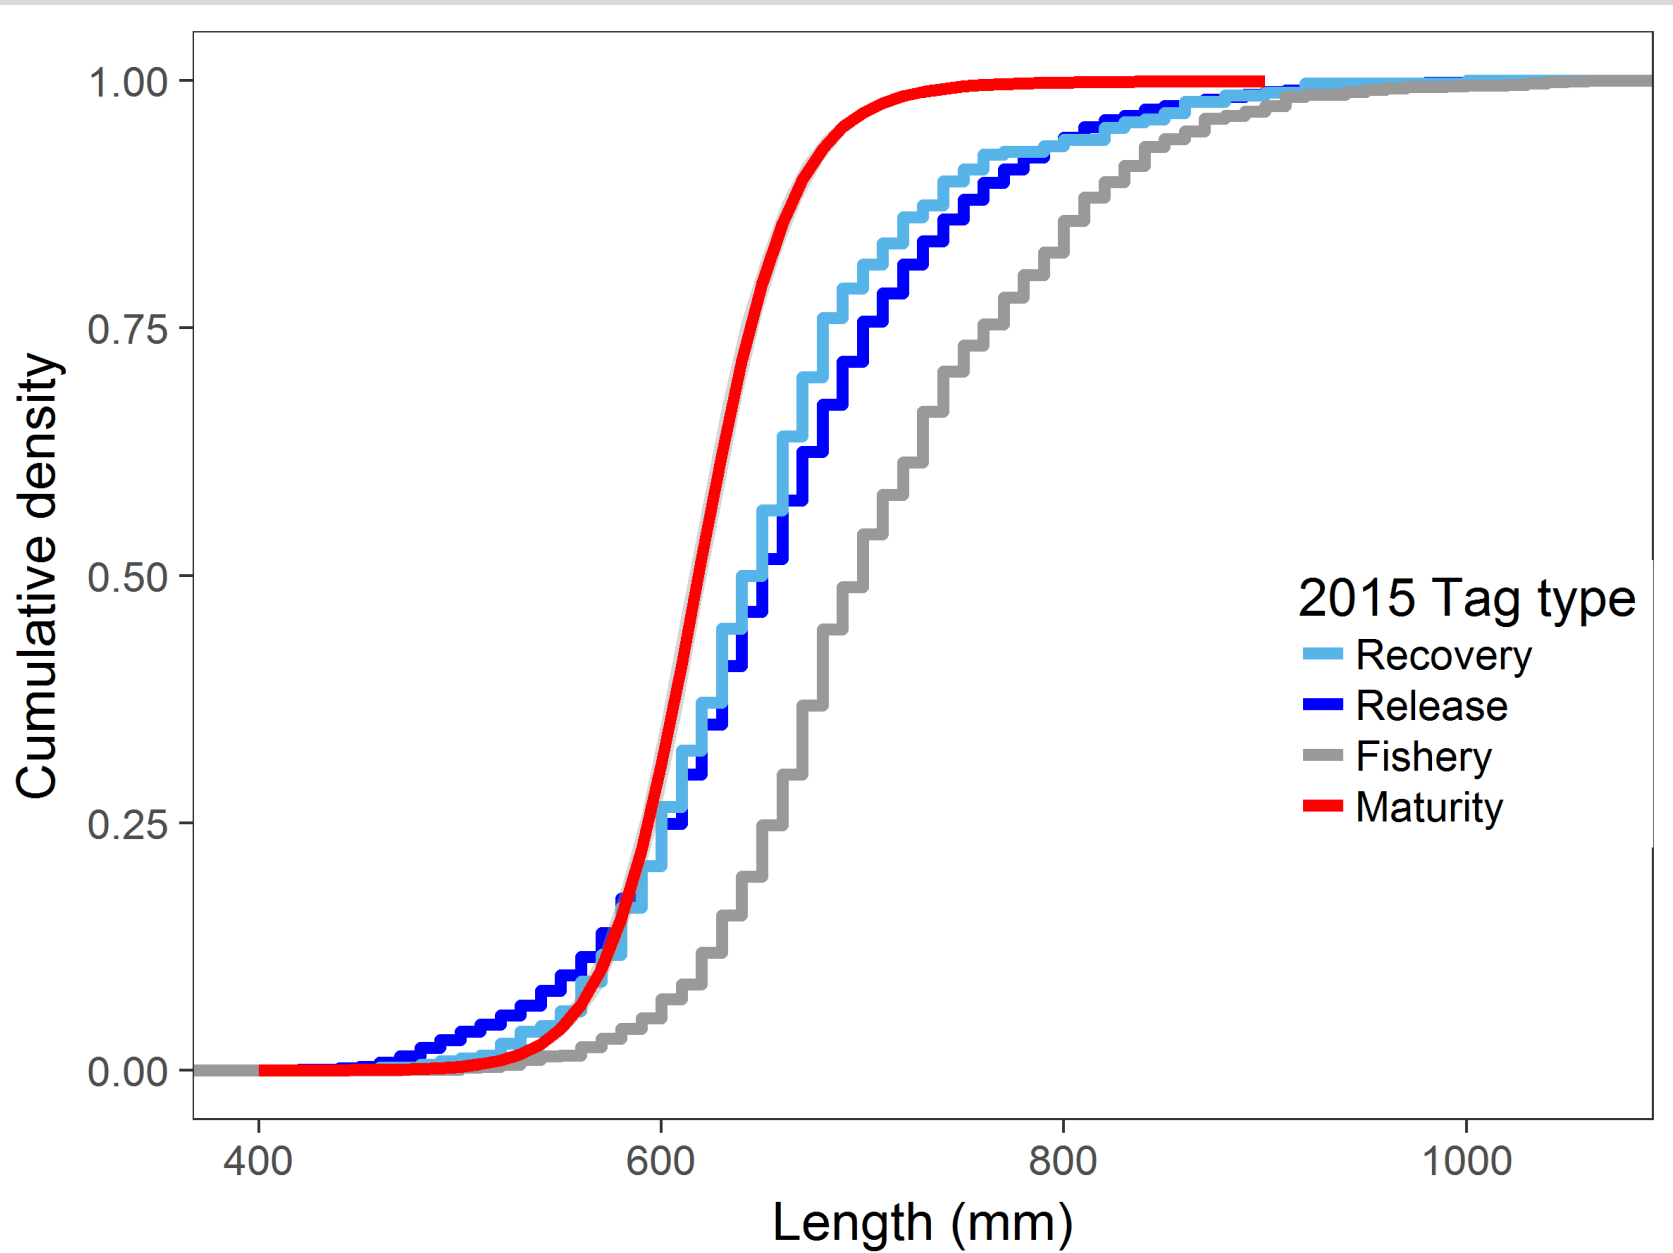 1.00
0.75
0.50
0.25
0.00
Cumulative density
400 600 800 1000
Length (mm)
2015 Tag type
Recovery
Release
Fishery
Maturity